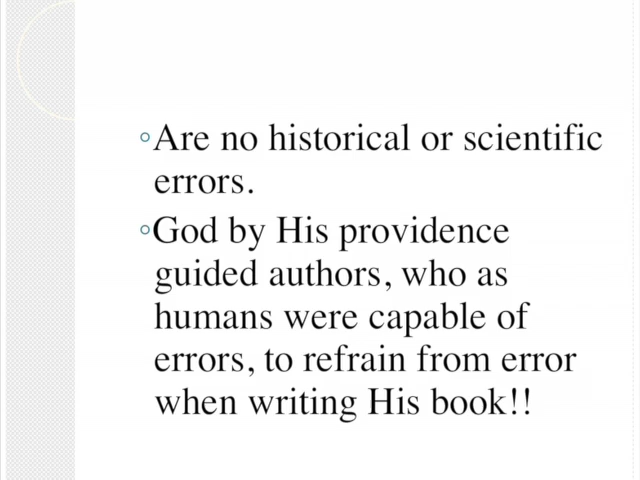 ◦Are no historical or scientific
errors.
◦God by His providence
guided authors, who as
humans were capable of
errors, to refrain from error
when writing His book!!